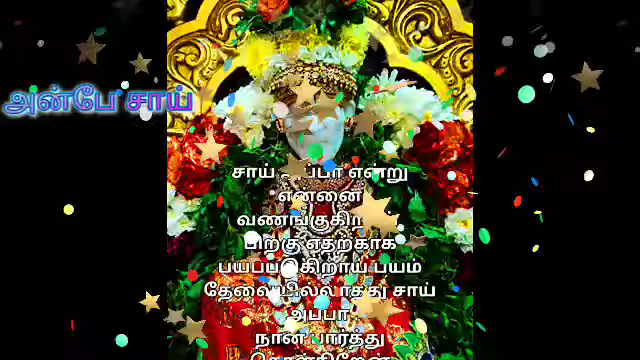 அன்பே சாய்
சாய் அப்பா என்று
என்னை
வணங்குகிறாய்
பிறகு எதற்காக
பயப்படுகிறாய் பயம்
தேவையில்லாதது சாய்
அப்பா
நான் பார்த்து
கொள்கிறேன்